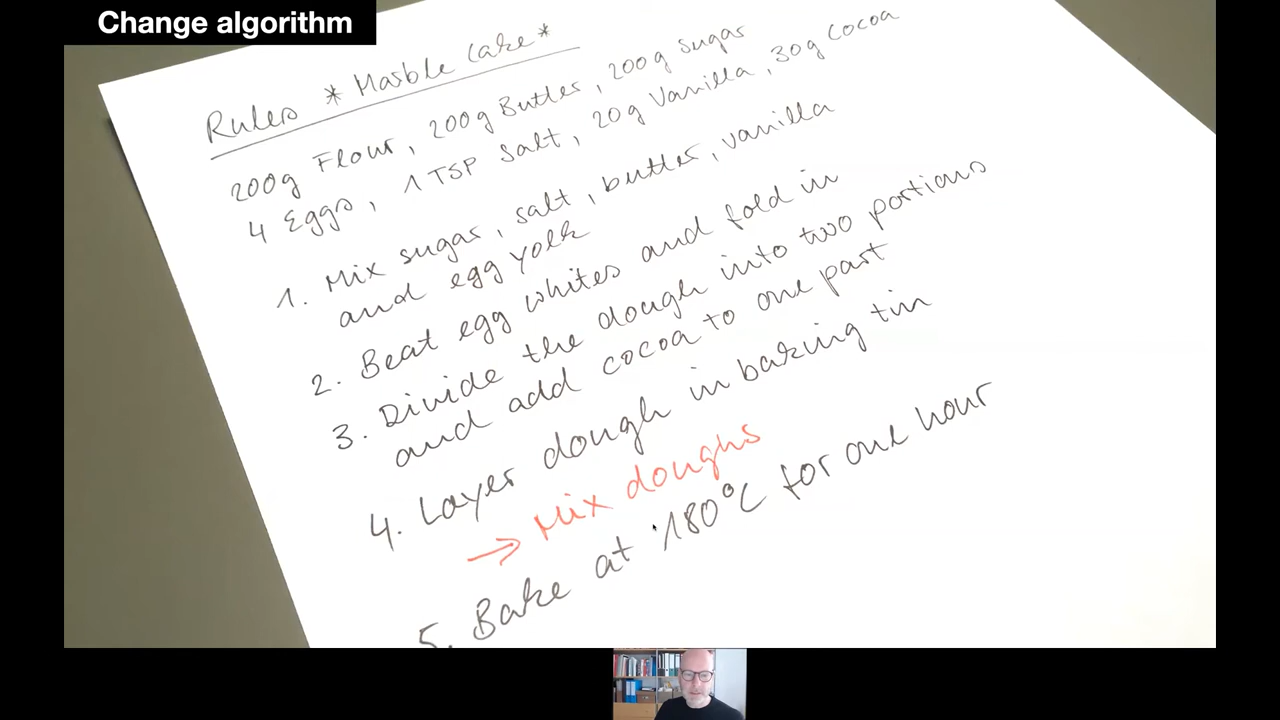 Change algorithm
Rules * Marble Cake *
200g Flour, 200g Butter, 200g Sugar
4 Eggs, 1 TSP Salt, 20g Vanilla, 30g Cocoa
1. Mix sugar, salt, butter, vanilla
and egg yolk
2. Beat egg whites and fold in
3. Divide the dough into two portions
and add cocoa to one part
4. Layer dough in baking tin
→ Mix doughs
5. Bake at 180°C for one hour